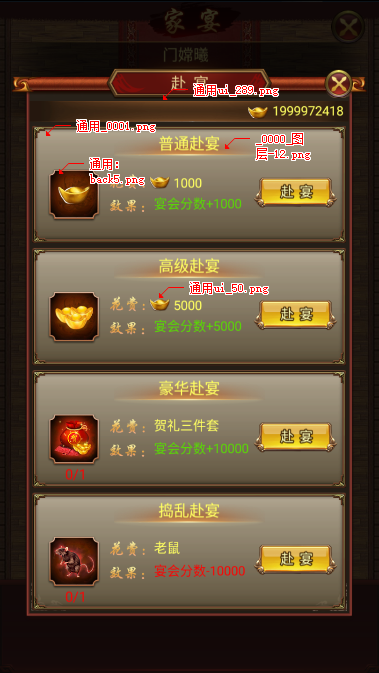 家宴
门嫦曦
赴宴
通用ui_289.png
1999972418
通用_0001.png
普通赴宴
_0000_图
层-12.png
通用：
back5.png
花费：
1000
效果：
宴会分数+1000
赴宴
高级赴宴
通用ui_50.png
花费：
5000
效果：
宴会分数+5000
赴宴
豪华赴宴
花费：
贺礼三件套
效果：
宴会分数+10000
赴宴
0/1
捣乱赴宴
花费：
老鼠
效果：
宴会分数-10000
赴宴
0/1